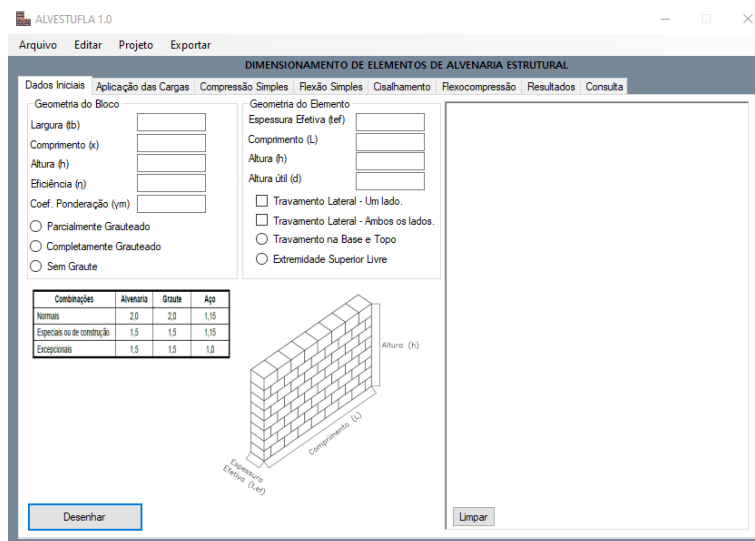 ALVESTUFLA 1.0
Arquivo Editar Projeto Exportar
DIMENSIONAMENTO DE ELEMENTOS DE ALVENARIA ESTRUTURAL
Dados Iniciais Aplicação das Cargas Compressão Simples Flexão Simples Cisalhamento Flexocompressão Resultados Consulta
Geometria do Bloco
Largura (tb)
Comprimento (x)
Altura (h)
Eficiência (η)
Coef. Ponderação (γm)
Parcialmente Grauteado
Completamente Grauteado
Sem Graute
Geometria do Elemento
Espessura Efetiva (tef)
Comprimento (L)
Altura (h)
Altura útil (d)
Travamento Lateral - Um lado.
Travamento Lateral - Ambos os lados.
Travamento na Base e Topo
Extremidade Superior Livre
Combinações Alvenaria Graute Aço
Normais 2,0 2,0 1,15
Especiais ou de construção 1,5 1,5 1,15
Excepcionais 1,5 1,5 1,0
Altura (h)
Comprimento (L)
Espessura
Efetiva (t,ef)
Desenhar
Limpar